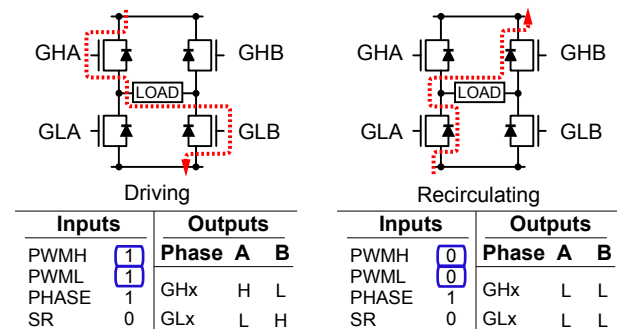 GHA GHB GHA GHB
LOAD LOAD
GLA GLB GLA GLB
Driving Recirculating
Inputs Outputs Inputs Outputs
PWMH 1 Phase A B PWMH 0 Phase A B
PWML 1 PWML 0
PHASE 1 GHx H L PHASE 1 GHx L L
SR 0 GLx L H SR 0 GLx L L